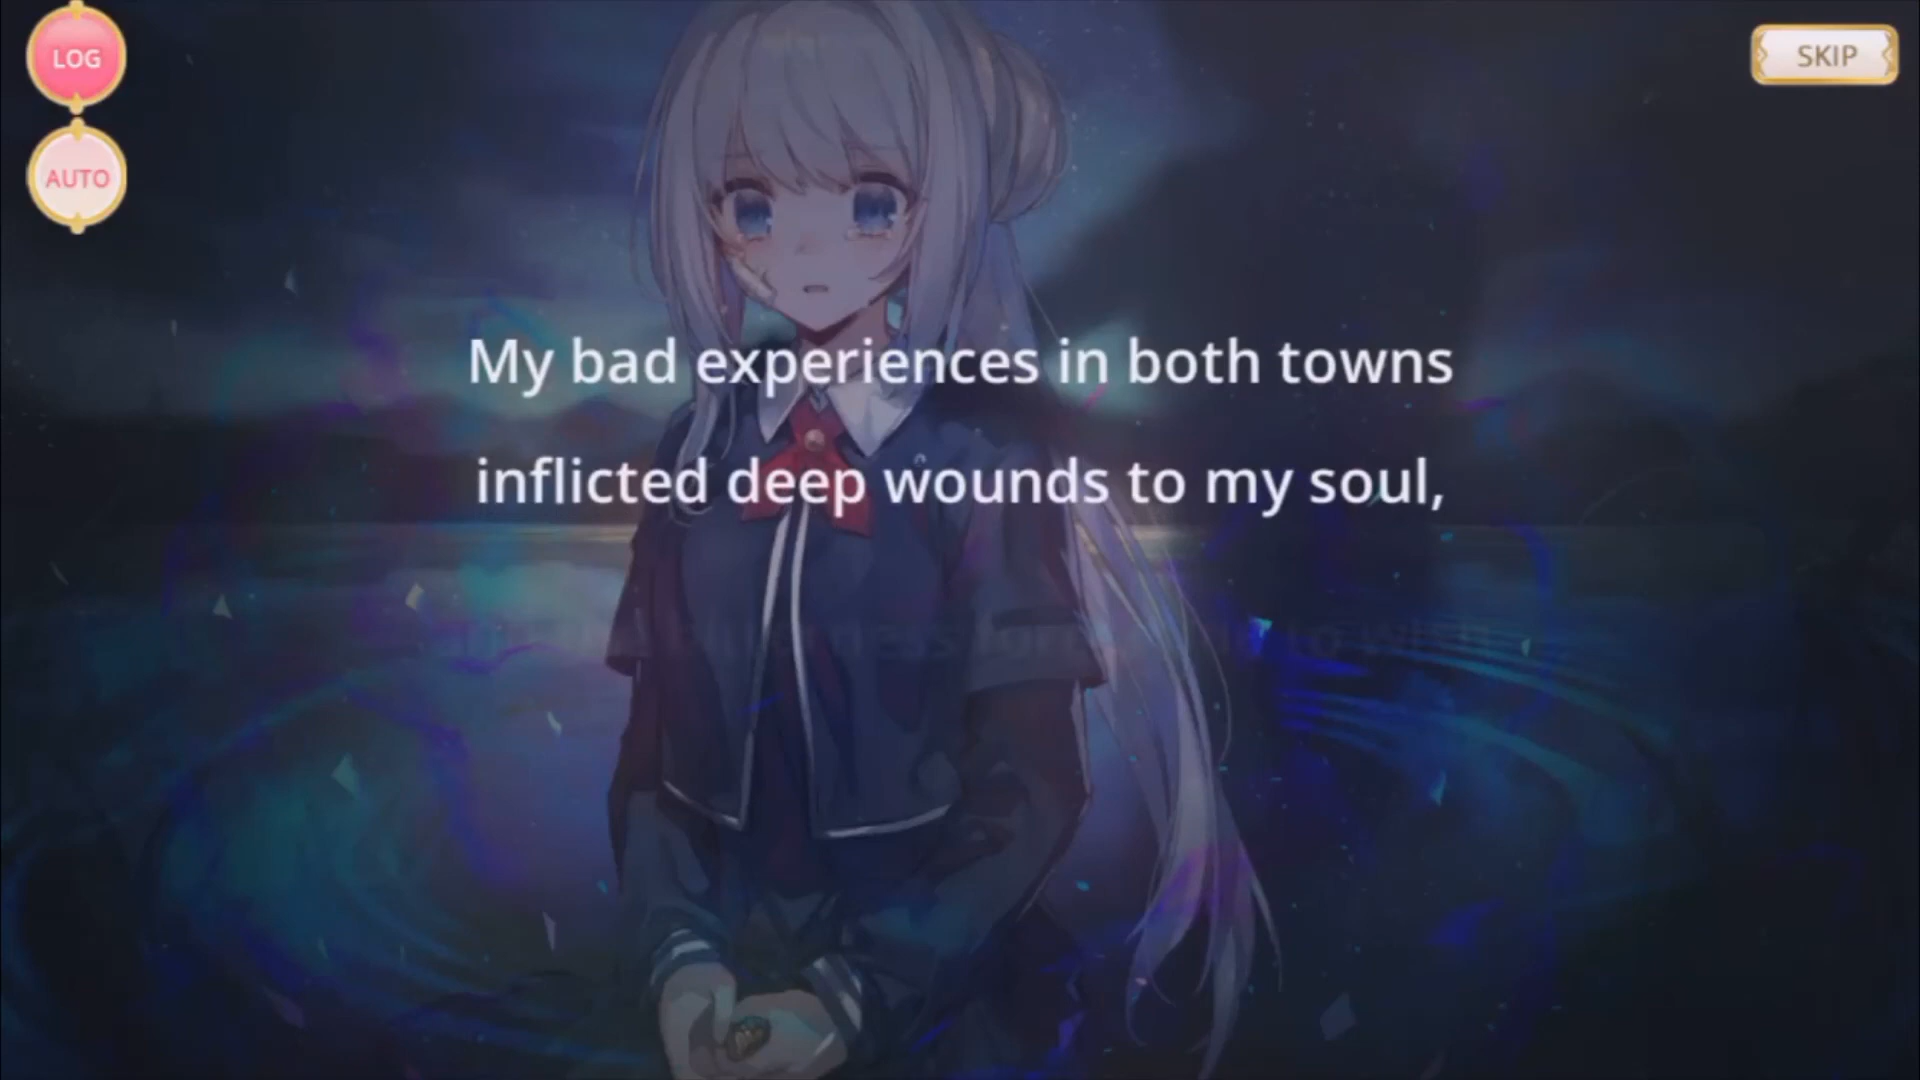 LOG
SKIP
AUTO
My bad experiences in both towns
inflicted deep wounds to my soul,